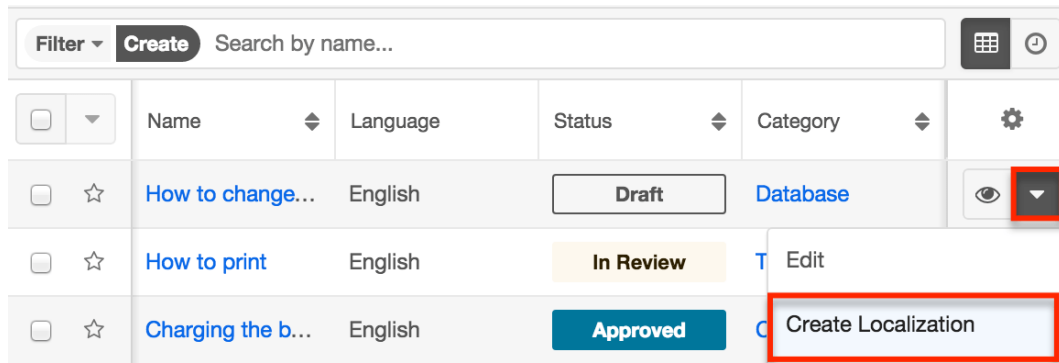 Filter Create Search by name...
Name Language Status Category
How to change... English Draft Database
Edit
How to print English In Review T
Create Localization
Charging the b... English Approved C